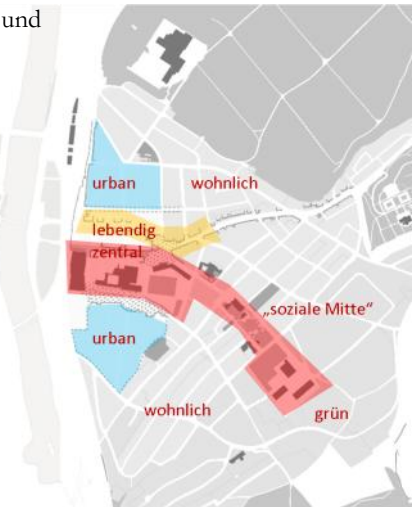 und
urban
wohnlich
lebendig
zentral
„soziale Mitte“
urban
wohnlich
grün